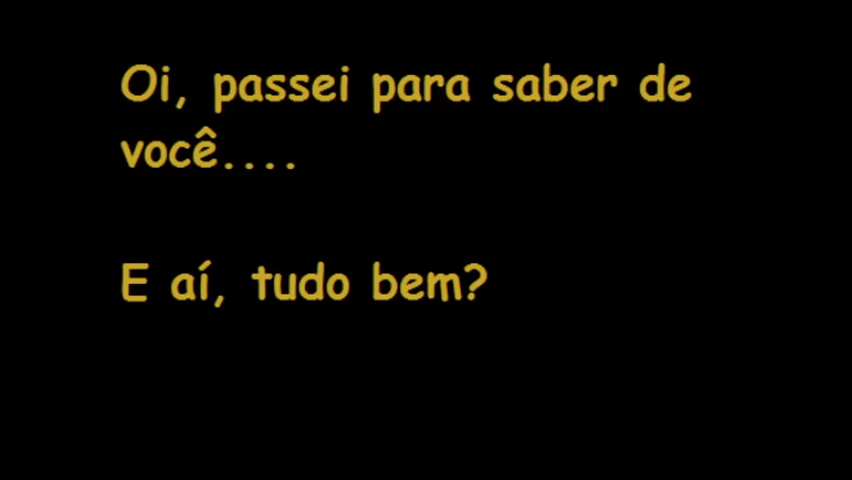 Oi, passei para saber de
você....
E aí, tudo bem?